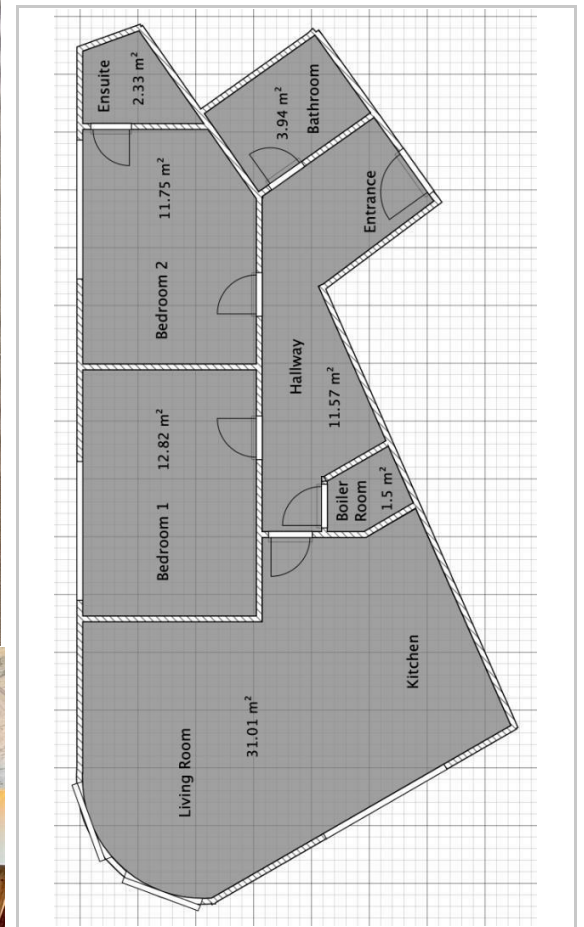 Ensuite
2.33 m²
3.94 m²
Bathroom
11.75 m²
Bedroom 2
Entrance
Hallway
11.57 m²
12.82 m²
Bedroom 1
Boiler
Room
1.5 m²
Kitchen
31.01 m²
Living Room